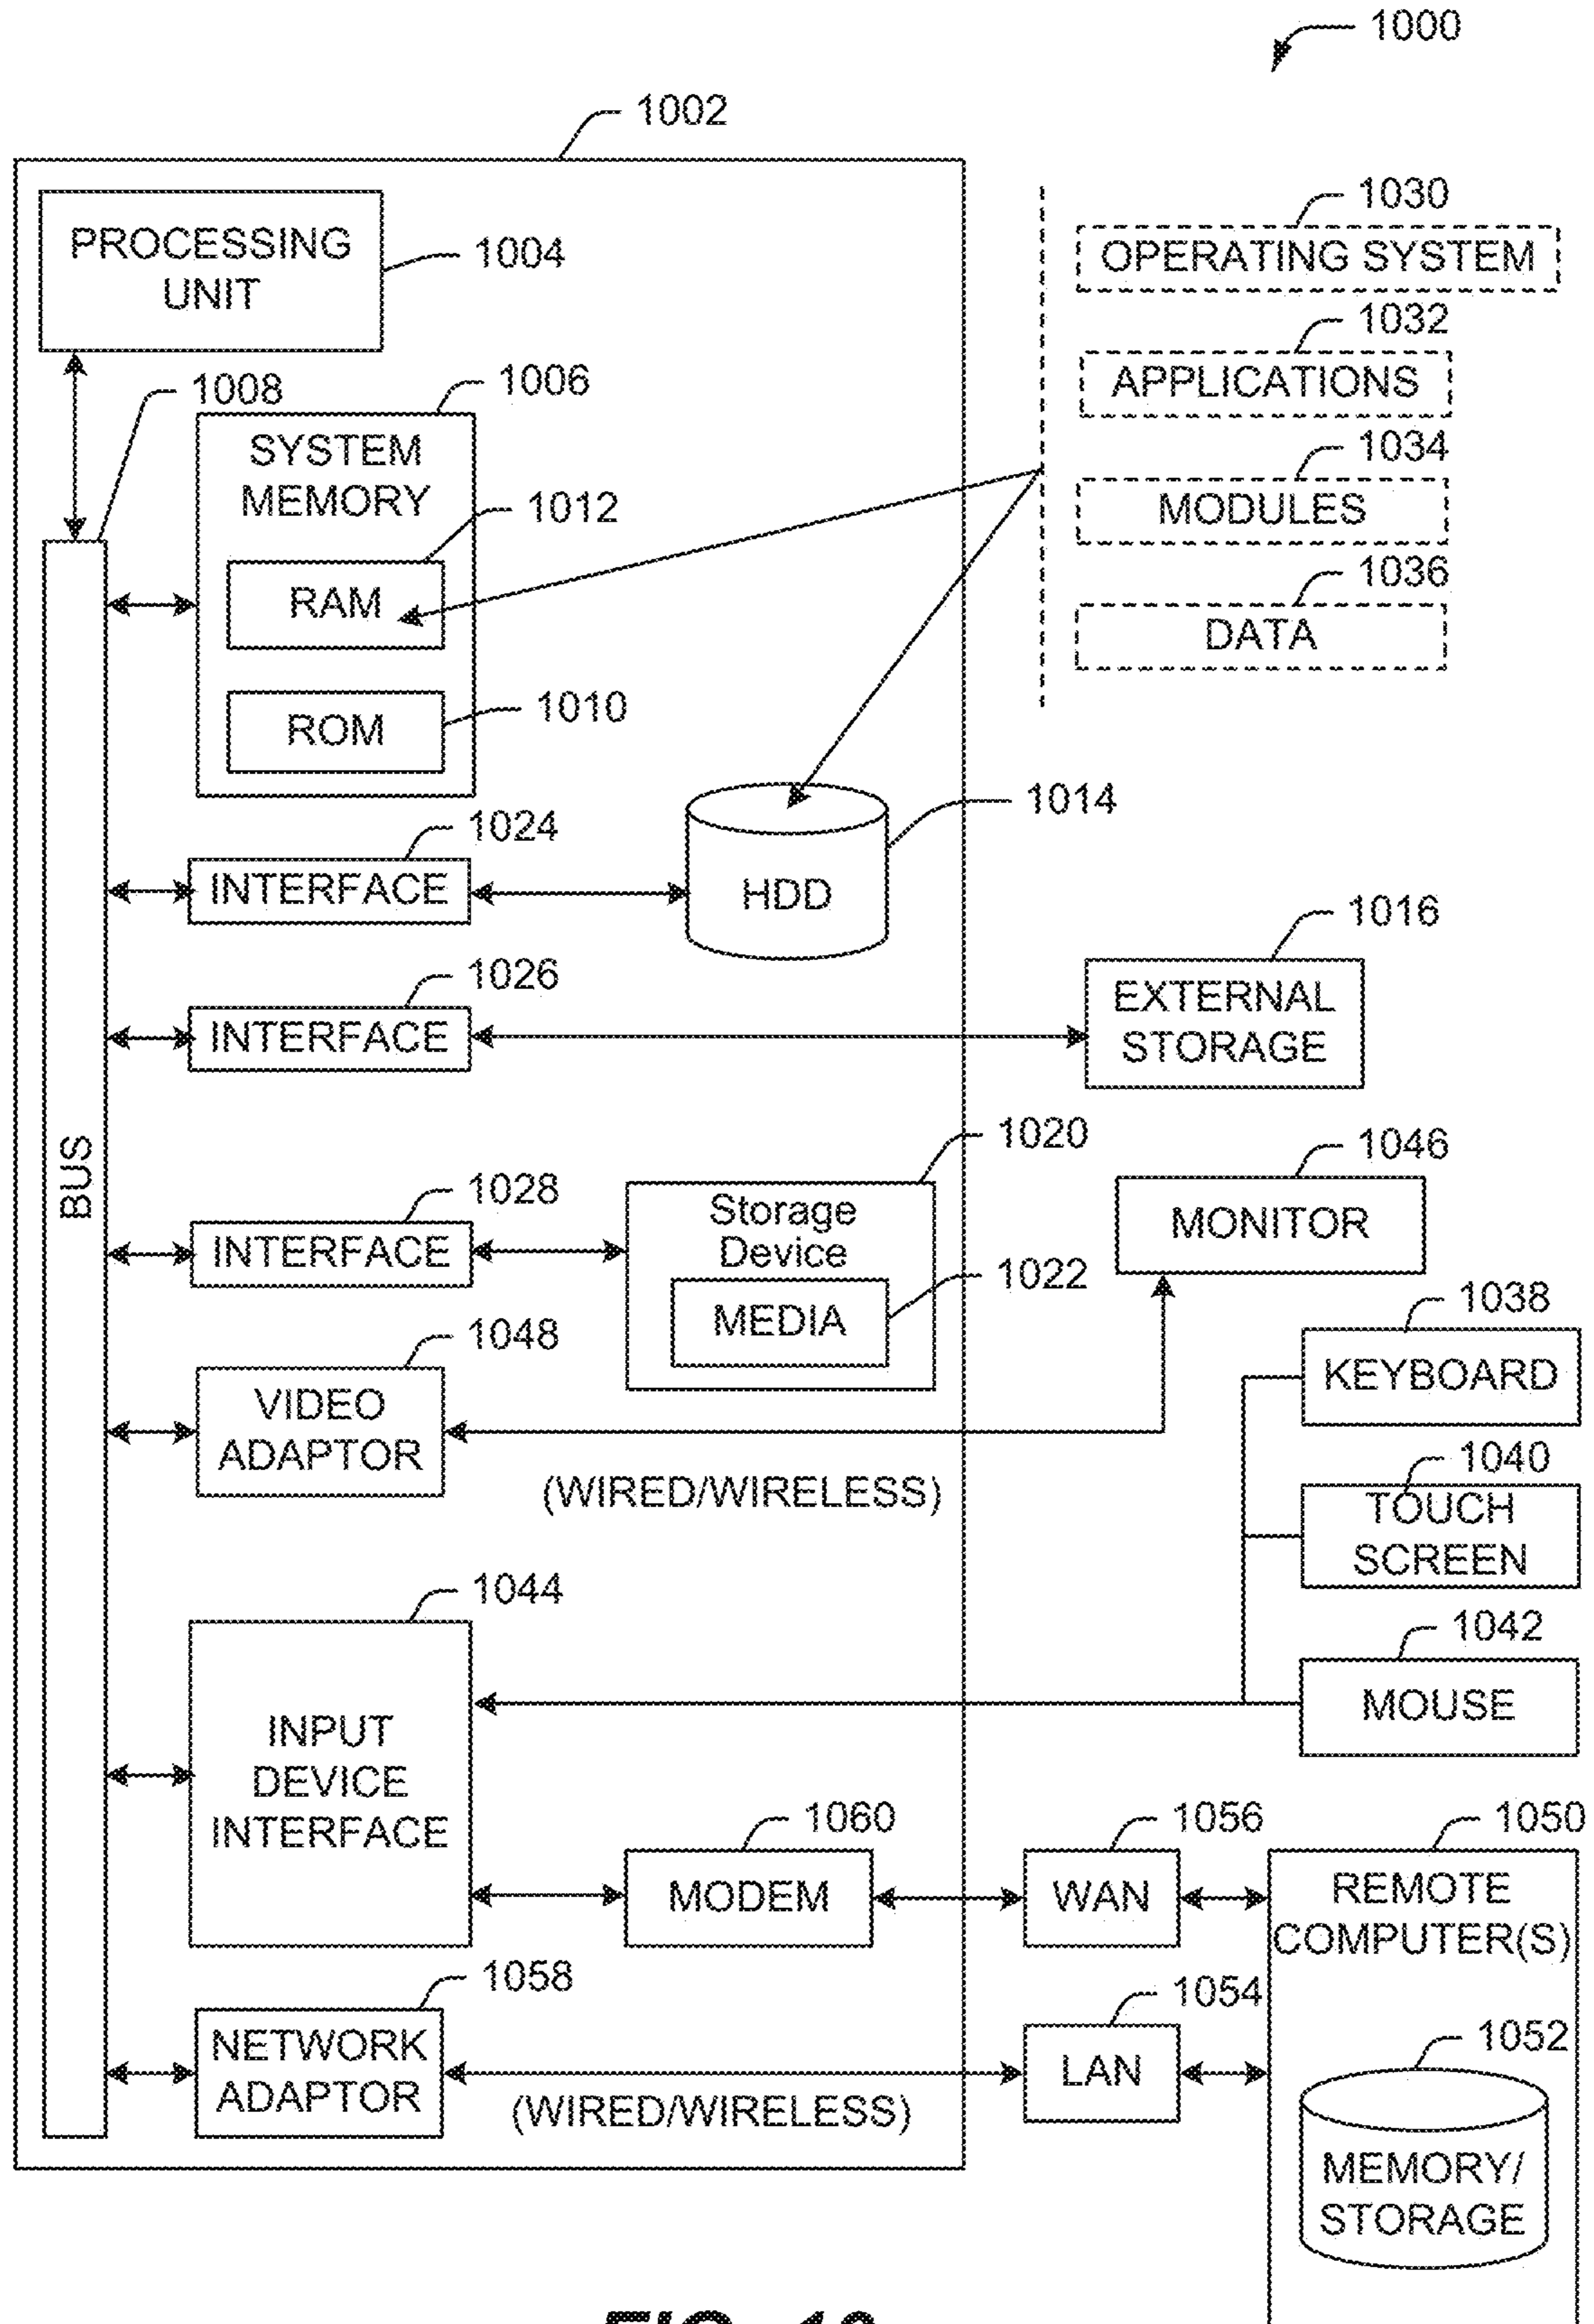 1000
1002
PROCESSING
UNIT
1004
1030
OPERATING SYSTEM
1032
APPLICATIONS
1034
MODULES
1036
DATA
1008
1006
SYSTEM
MEMORY
1012
RAM
1010
ROM
1024
INTERFACE
1014
HDD
1026
INTERFACE
1016
EXTERNAL
STORAGE
BUS
1028
INTERFACE
1020
Storage
Device
1022
MEDIA
1046
MONITOR
1048
VIDEO
ADAPTOR
(WIRED/WIRELESS)
1038
KEYBOARD
1040
TOUCH
SCREEN
1042
MOUSE
1044
INPUT
DEVICE
INTERFACE
1060
MODEM
1056
WAN
1050
REMOTE
COMPUTER(S)
1058
NETWORK
ADAPTOR
(WIRED/WIRELESS)
1054
LAN
1052
MEMORY/
STORAGE
FIG. 10